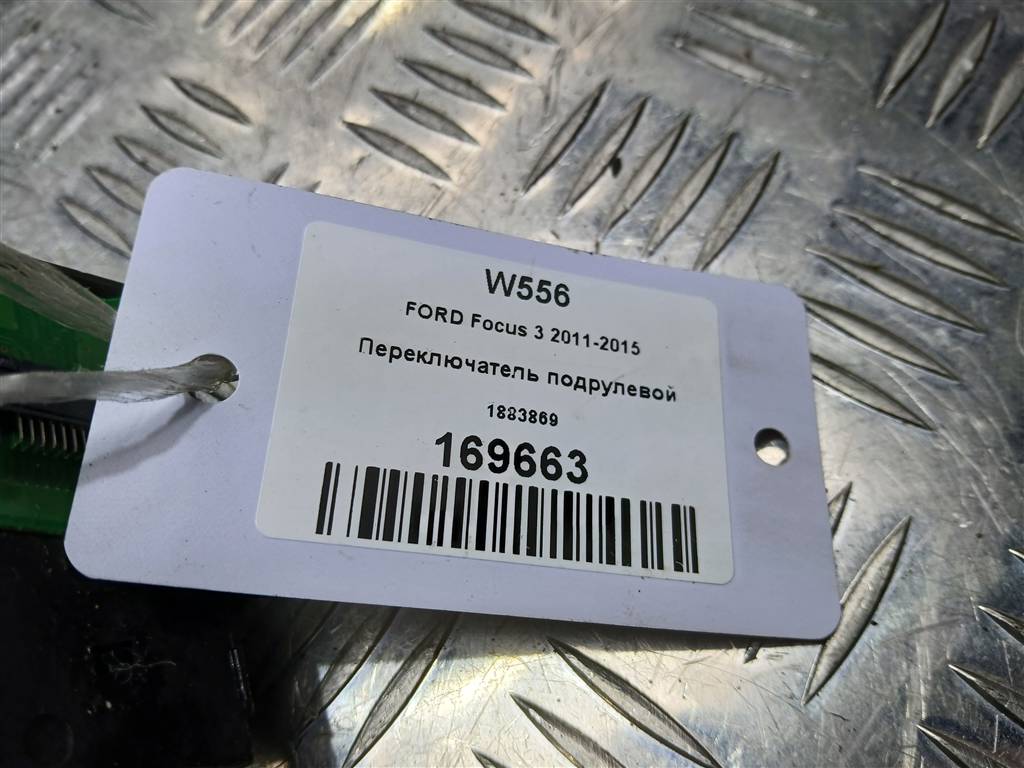 W556
FORD Focus 3 2011-2015
Переключатель подрулевой
1883869
169663